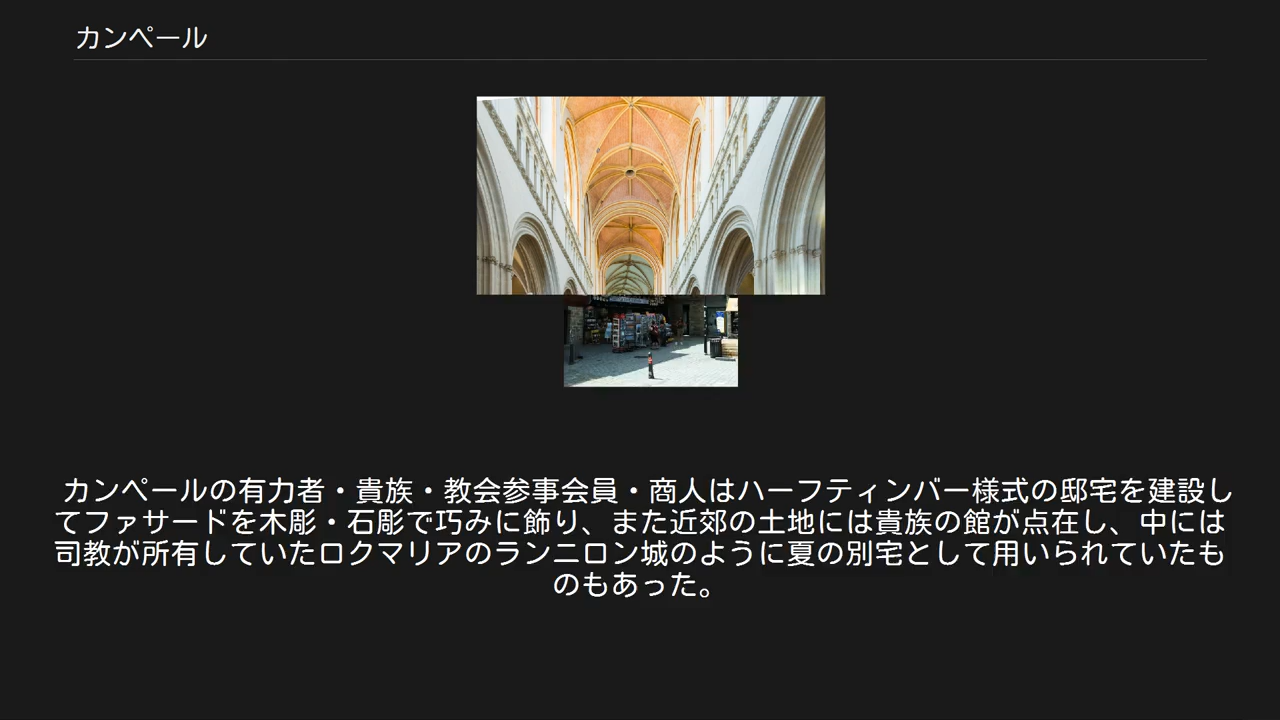 カンペール
カンペールの有力者・貴族・教会参事会員・商人はハーフティンバー様式の邸宅を建設し
てファサードを木彫・石彫で巧みに飾り、また近郊の土地には貴族の館が点在し、中には
司教が所有していたロクマリアのランニロン城のように夏の別宅として用いられていたも
のもあった。